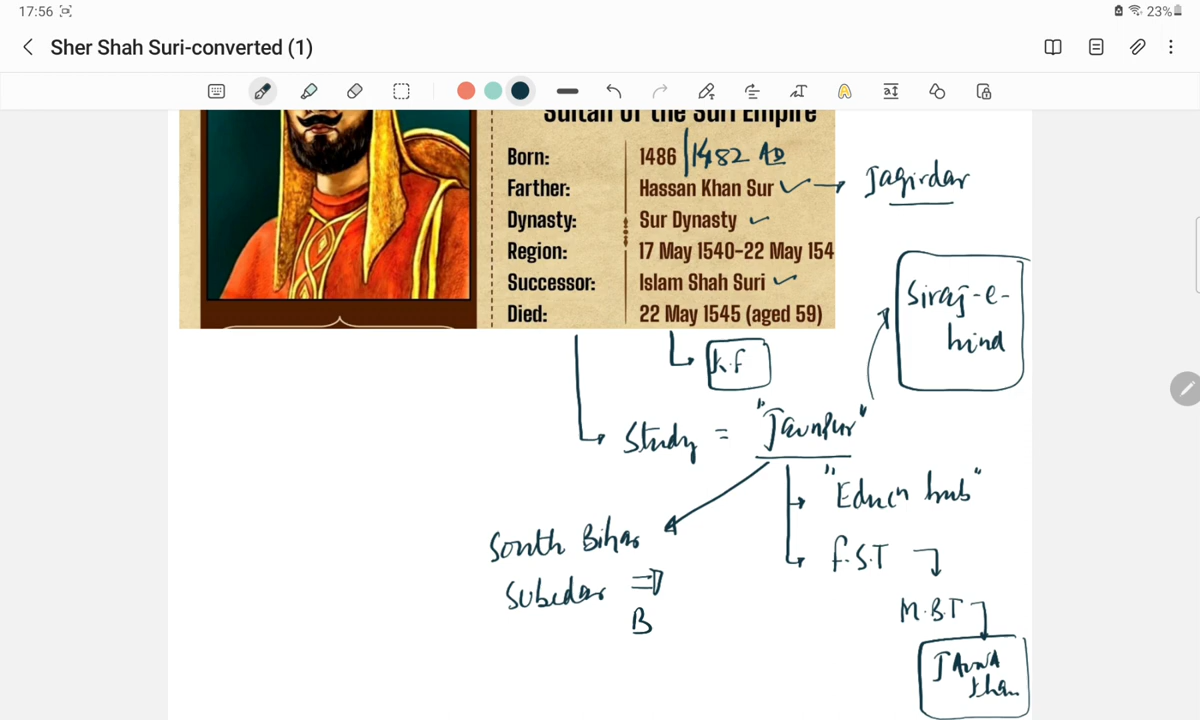 17:56
23%
Sher Shah Suri-converted (1)
Sultan of the Suri Empire
Born: 1486 | 1482 AD
Farther: Hassan Khan Sur → Jagirdar
Dynasty: Sur Dynasty
Region: 17 May 1540-22 May 154
Successor: Islam Shah Suri
Died: 22 May 1545 (aged 59)
Siraj-e-
hind
K.f
Study = "Jaunpur"
"Educn hub"
South Bihar
F.S.T
Subedar ⇒
B
M.B.T
Jauna
khan